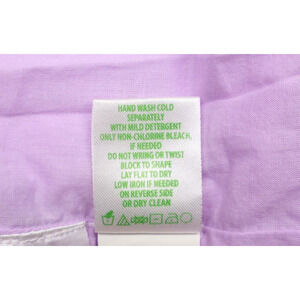 HAND WASH COLD
SEPARATELY
WITH MILD DETERGENT
ONLY NON-CHLORINE BLEACH,
IF NEEDED
DO NOT WRING OR TWIST
BLOCK TO SHAPE
LAY FLAT TO DRY
LOW IRON IF NEEDED
ON REVERSE SIDE
OR DRY CLEAN